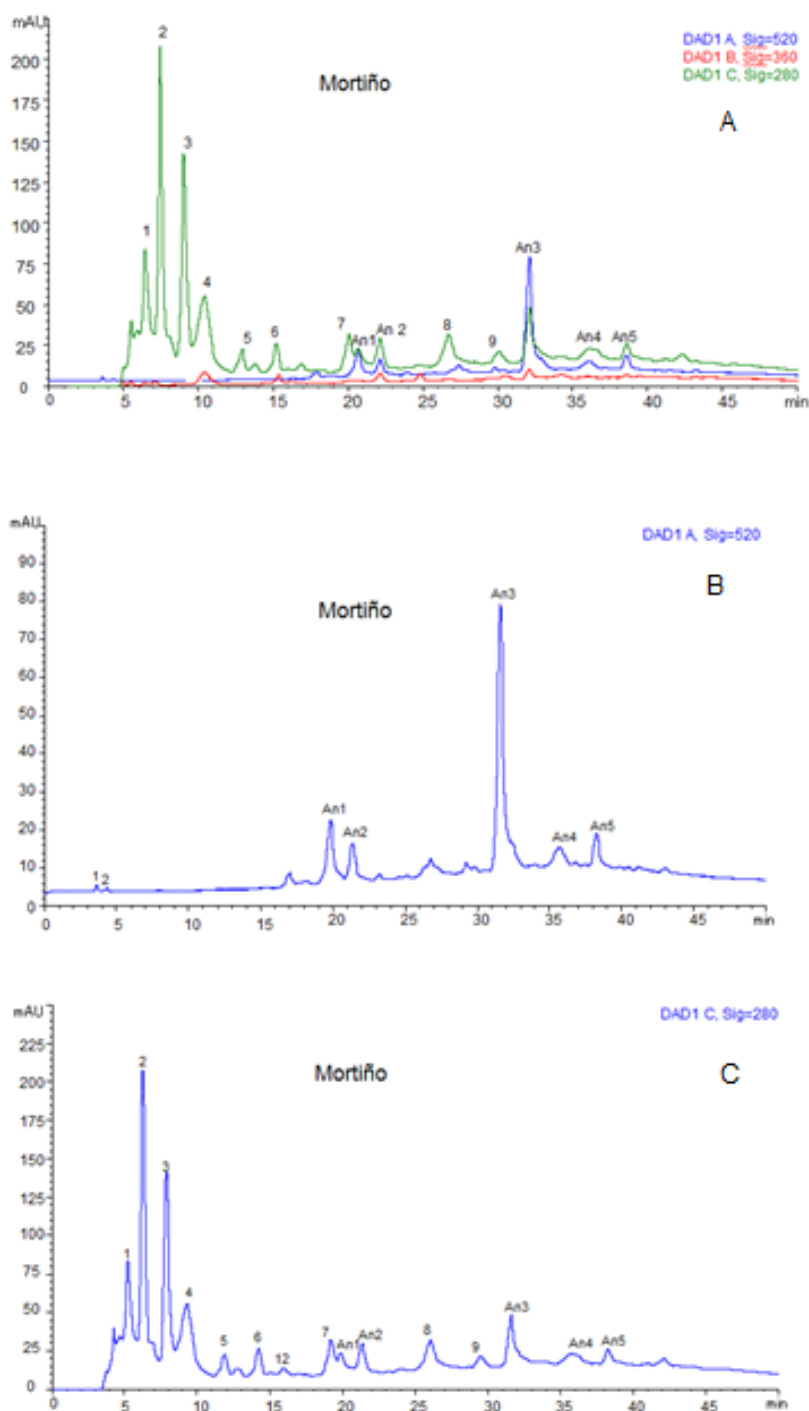 mAU
DAD1 A, Sig=520
DAD1 B, Sig=360
DAD1 C, Sig=280
Mortiño
A
200
175
150
125
100
75
50
25
0
1
2
3
4
5
6
7
An1
An 2
8
9
An3
An4
An5
5
10
15
20
25
30
35
40
45
min
mAU
DAD1 A, Sig=520
Mortiño
B
90
80
70
60
50
40
30
20
10
0
1
2
An1
An2
An3
An4
An5
0
5
10
15
20
25
30
35
40
45
min
mAU
DAD1 C, Sig=280
Mortiño
C
225
200
175
150
125
100
75
50
25
0
1
2
3
4
5
6
12
7
An1
An2
8
9
An3
An4
An5
0
5
10
15
20
25
30
35
40
45
min